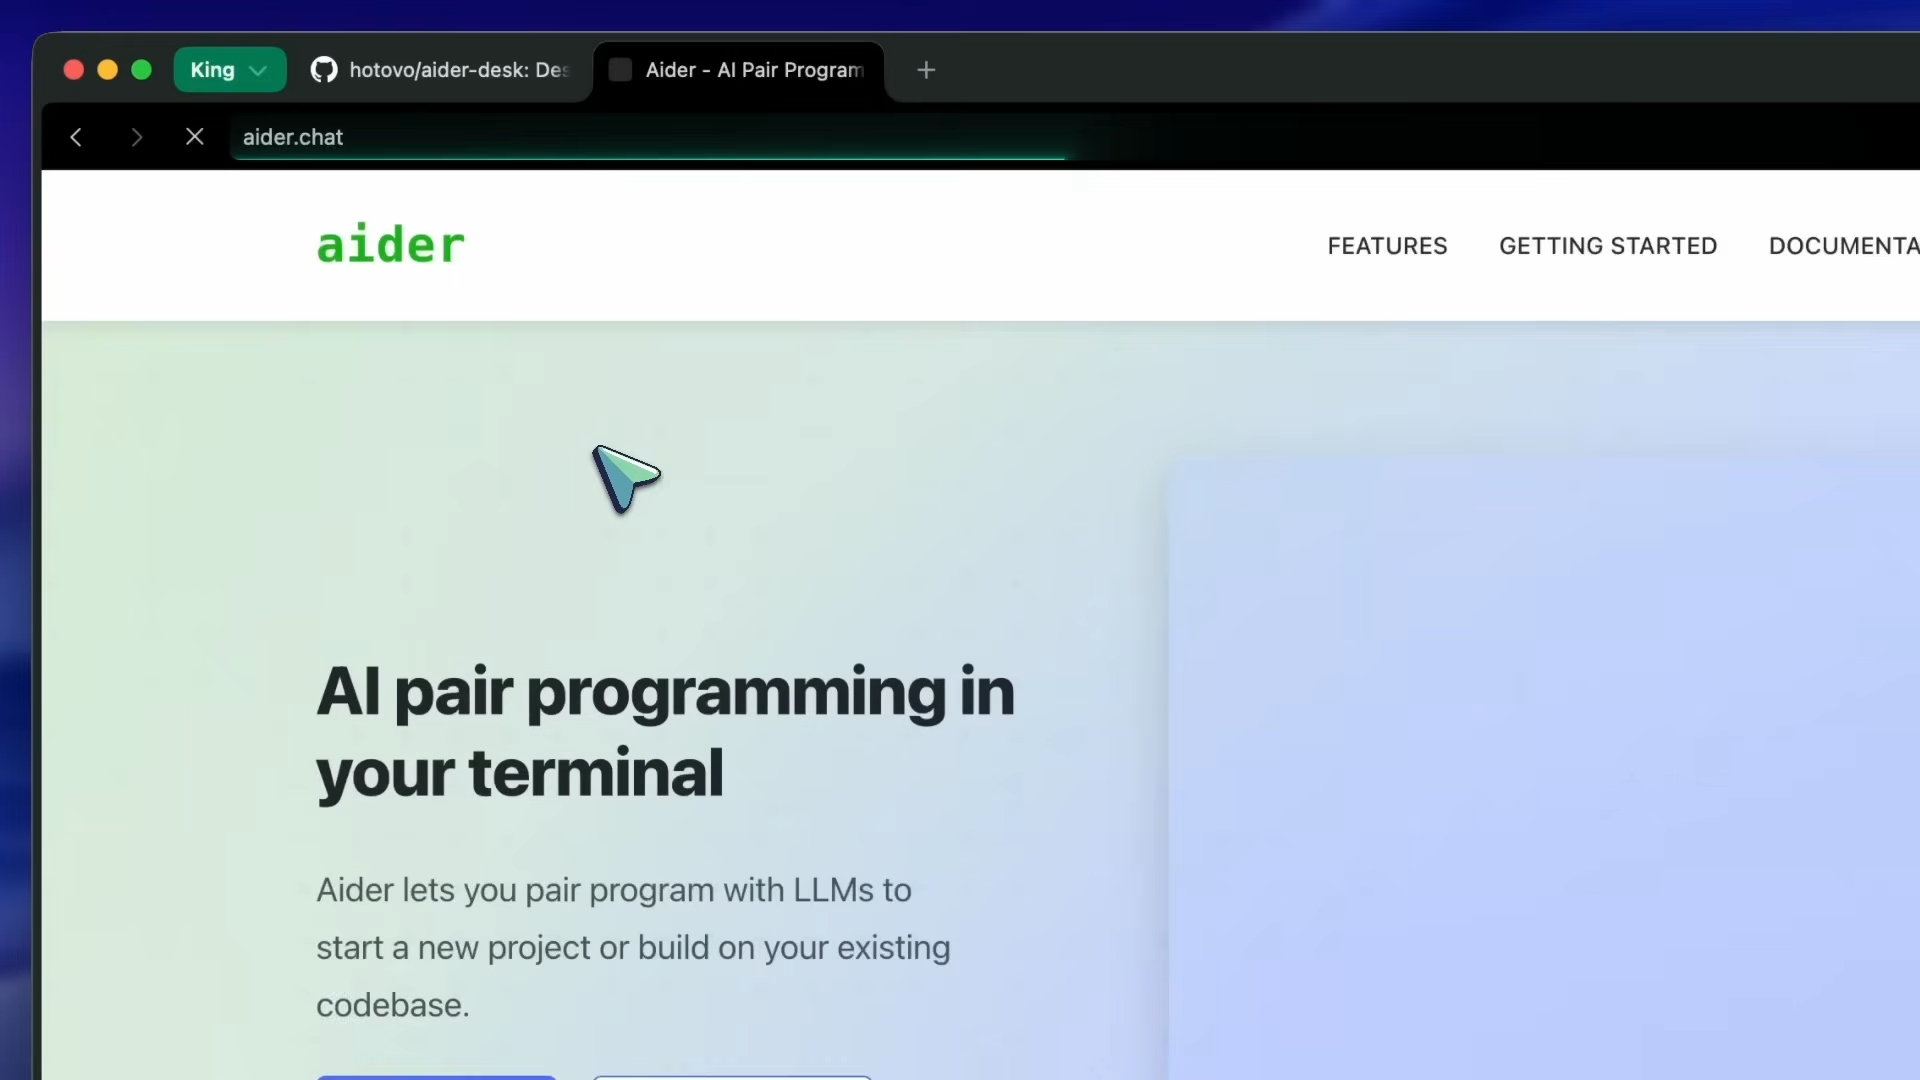 King
hotovo/aider-desk: Des
Aider - AI Pair Program
aider.chat
aider
FEATURES
GETTING STARTED
DOCUMENTA
AI pair programming in
your terminal
Aider lets you pair program with LLMs to
start a new project or build on your existing
codebase.